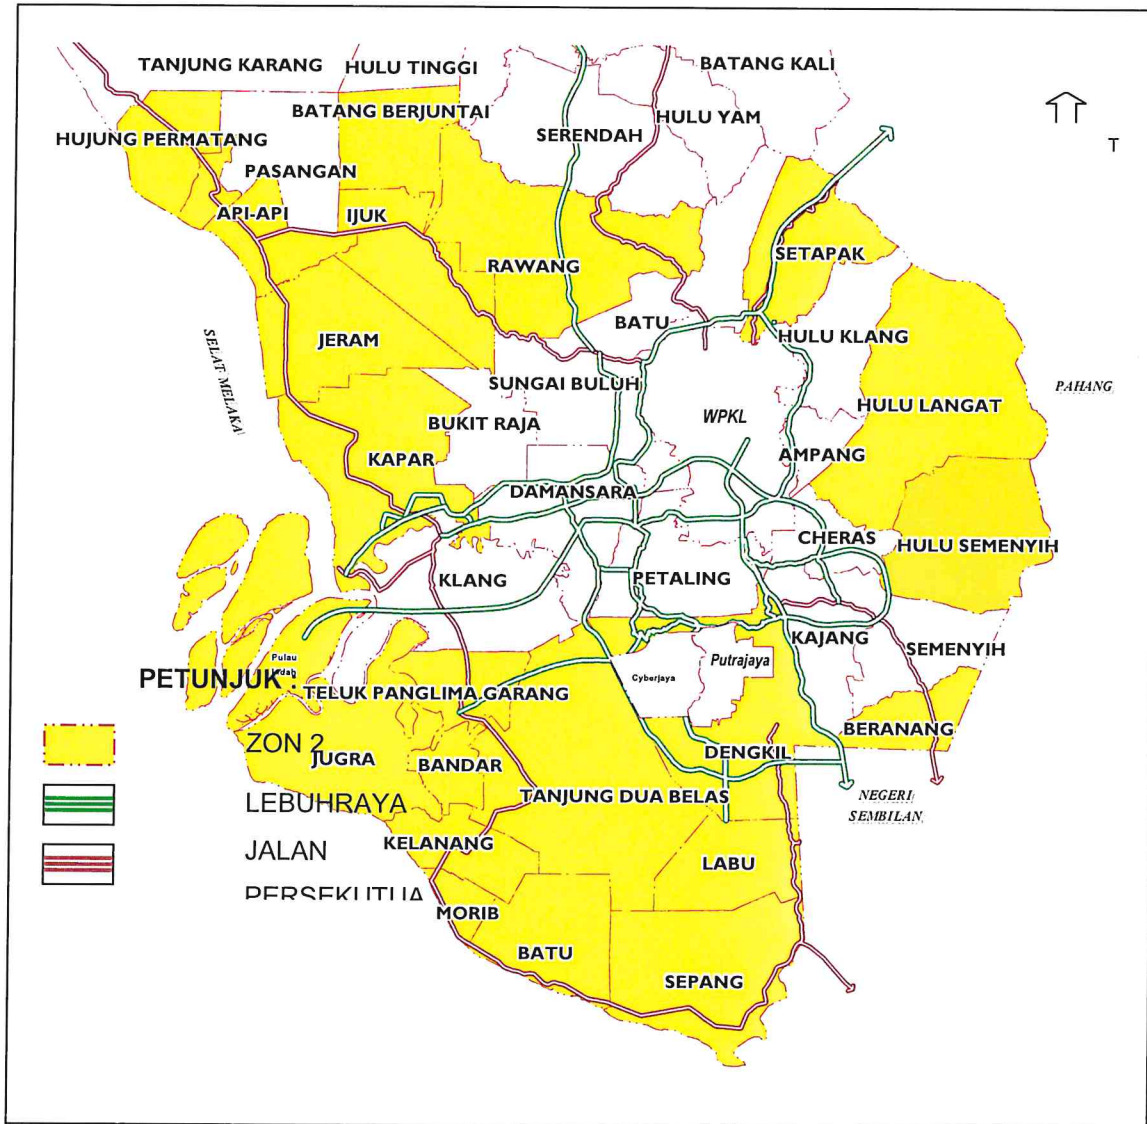 TANJUNG KARANG
HULU TINGGI
BATANG KALI
BATANG BERJUNTAI
HULU YAM
SERENDAH
HUJUNG PERMATANG
T
PASANGAN
API-API
IJUK
SETAPAK
RAWANG
BATU
HULU KLANG
JERAM
SELAT MELAKA
SUNGAI BULUH
PAHANG
HULU LANGAT
WPKL
BUKIT RAJA
AMPANG
KAPAR
DAMANSARA
CHERAS
HULU SEMENYIH
KLANG
PETALING
KAJANG
SEMENYIH
Pulau
Putrajaya
PETUNJUK :
Cyberjaya
TELUK PANGLIMA GARANG
BERANANG
ZON 2
JUGRA
BANDAR
DENGKIL
TANJUNG DUA BELAS
NEGERI
SEMBILAN
LEBUHRAYA
KELANANG
JALAN
LABU
PERSEKUTUA
MORIB
BATU
SEPANG